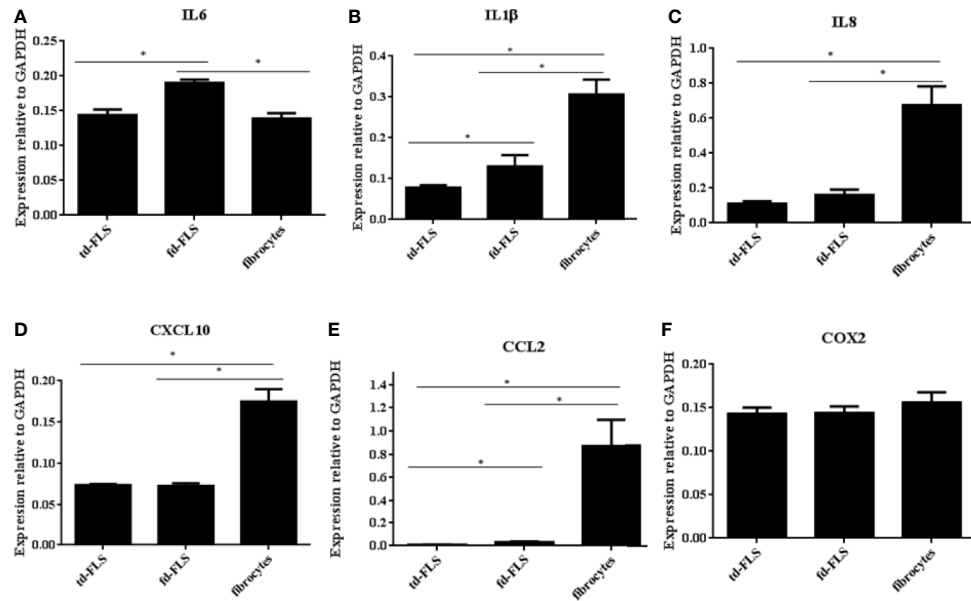 A
IL6
Expression relative to GAPDH
0.25
0.20
0.15
0.10
0.05
0.00
*
*
td-FLS
fd-FLS
fibrocytes
B
IL1β
Expression relative to GAPDH
0.4
0.3
0.2
0.1
0.0
*
*
*
td-FLS
fd-FLS
fibrocytes
C
IL8
Expression relative to GAPDH
1.0
0.8
0.6
0.4
0.2
0.0
*
*
td-FLS
fd-FLS
fibrocytes
D
CXCL10
Expression relative to GAPDH
0.20
0.15
0.10
0.05
0.00
*
*
td-FLS
fd-FLS
fibrocytes
E
CCL2
Expression relative to GAPDH
1.4
1.2
1.0
0.8
0.6
0.4
0.2
0.0
*
*
*
td-FLS
fd-FLS
fibrocytes
F
COX2
Expression relative to GAPDH
0.20
0.15
0.10
0.05
0.00
td-FLS
fd-FLS
fibrocytes